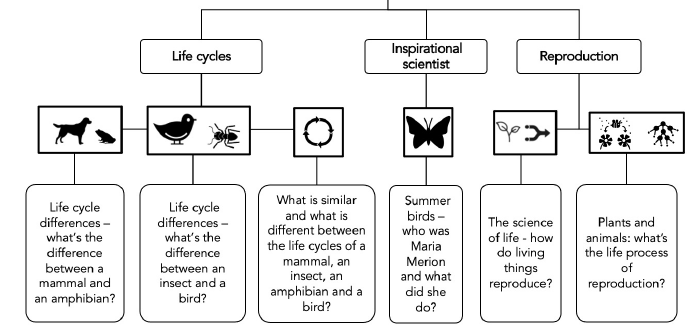 Life cycles
Inspirational
scientist
Reproduction
Life cycle
differences –
what's the
difference
between a
mammal and
an amphibian?
Life cycle
differences –
what's the
difference
between an
insect and a
bird?
What is similar
and what is
different between
the life cycles of a
mammal, an
insect, an
amphibian and a
bird?
Summer
birds –
who was
Maria
Merion
and what
did she
do?
The science
of life - how
do living
things
reproduce?
Plants and
animals: what's
the life process
of
reproduction?